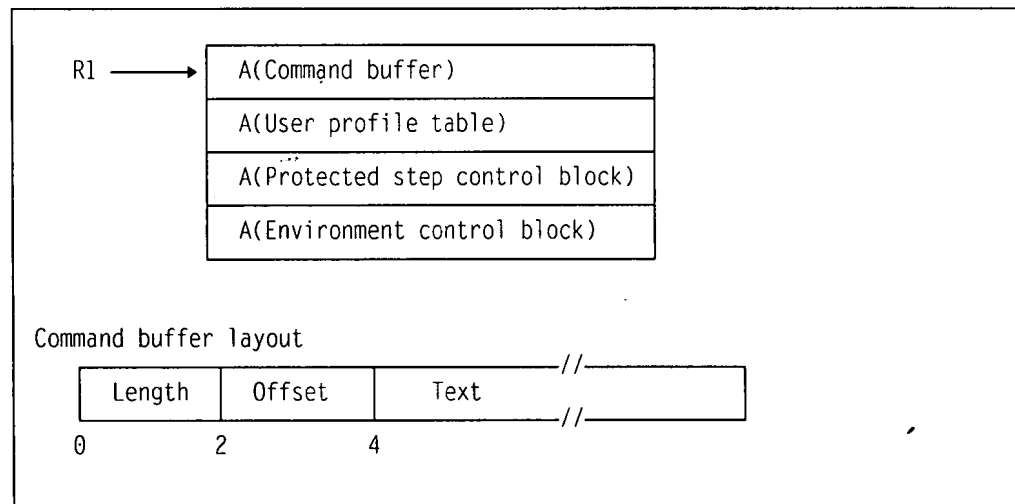 R1
A(Command buffer)
A(User profile table)
A(Protected step control block)
A(Environment control block)
Command buffer layout
Length Offset Text
0 2 4